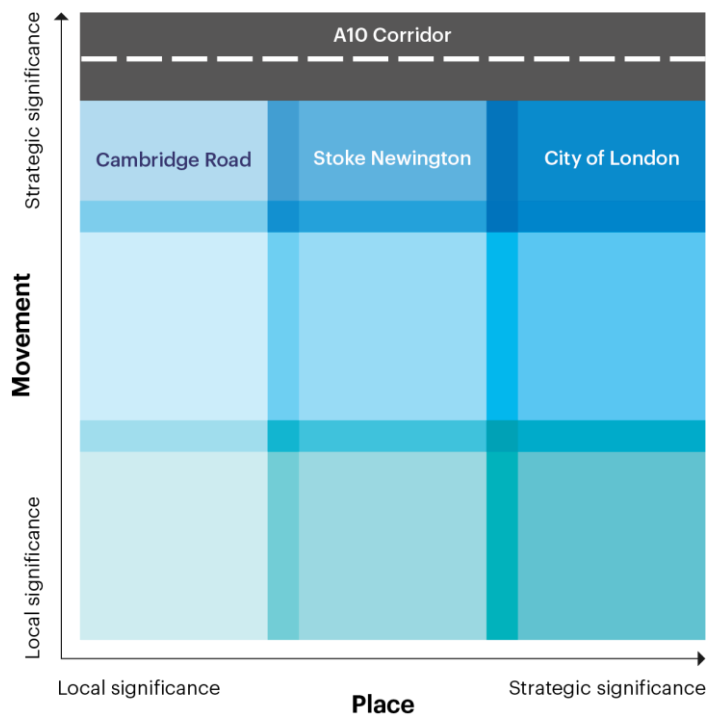 A10 Corridor
Strategic significance
Cambridge Road
Stoke Newington
City of London
Movement
Local significance
Local significance
Strategic significance
Place